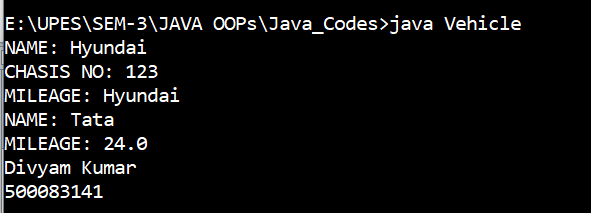 E:\UPES\SEM-3\JAVA OOPs\Java_Codes>java Vehicle
NAME: Hyundai
CHASIS NO: 123
MILEAGE: Hyundai
NAME: Tata
MILEAGE: 24.0
Divyam Kumar
500083141